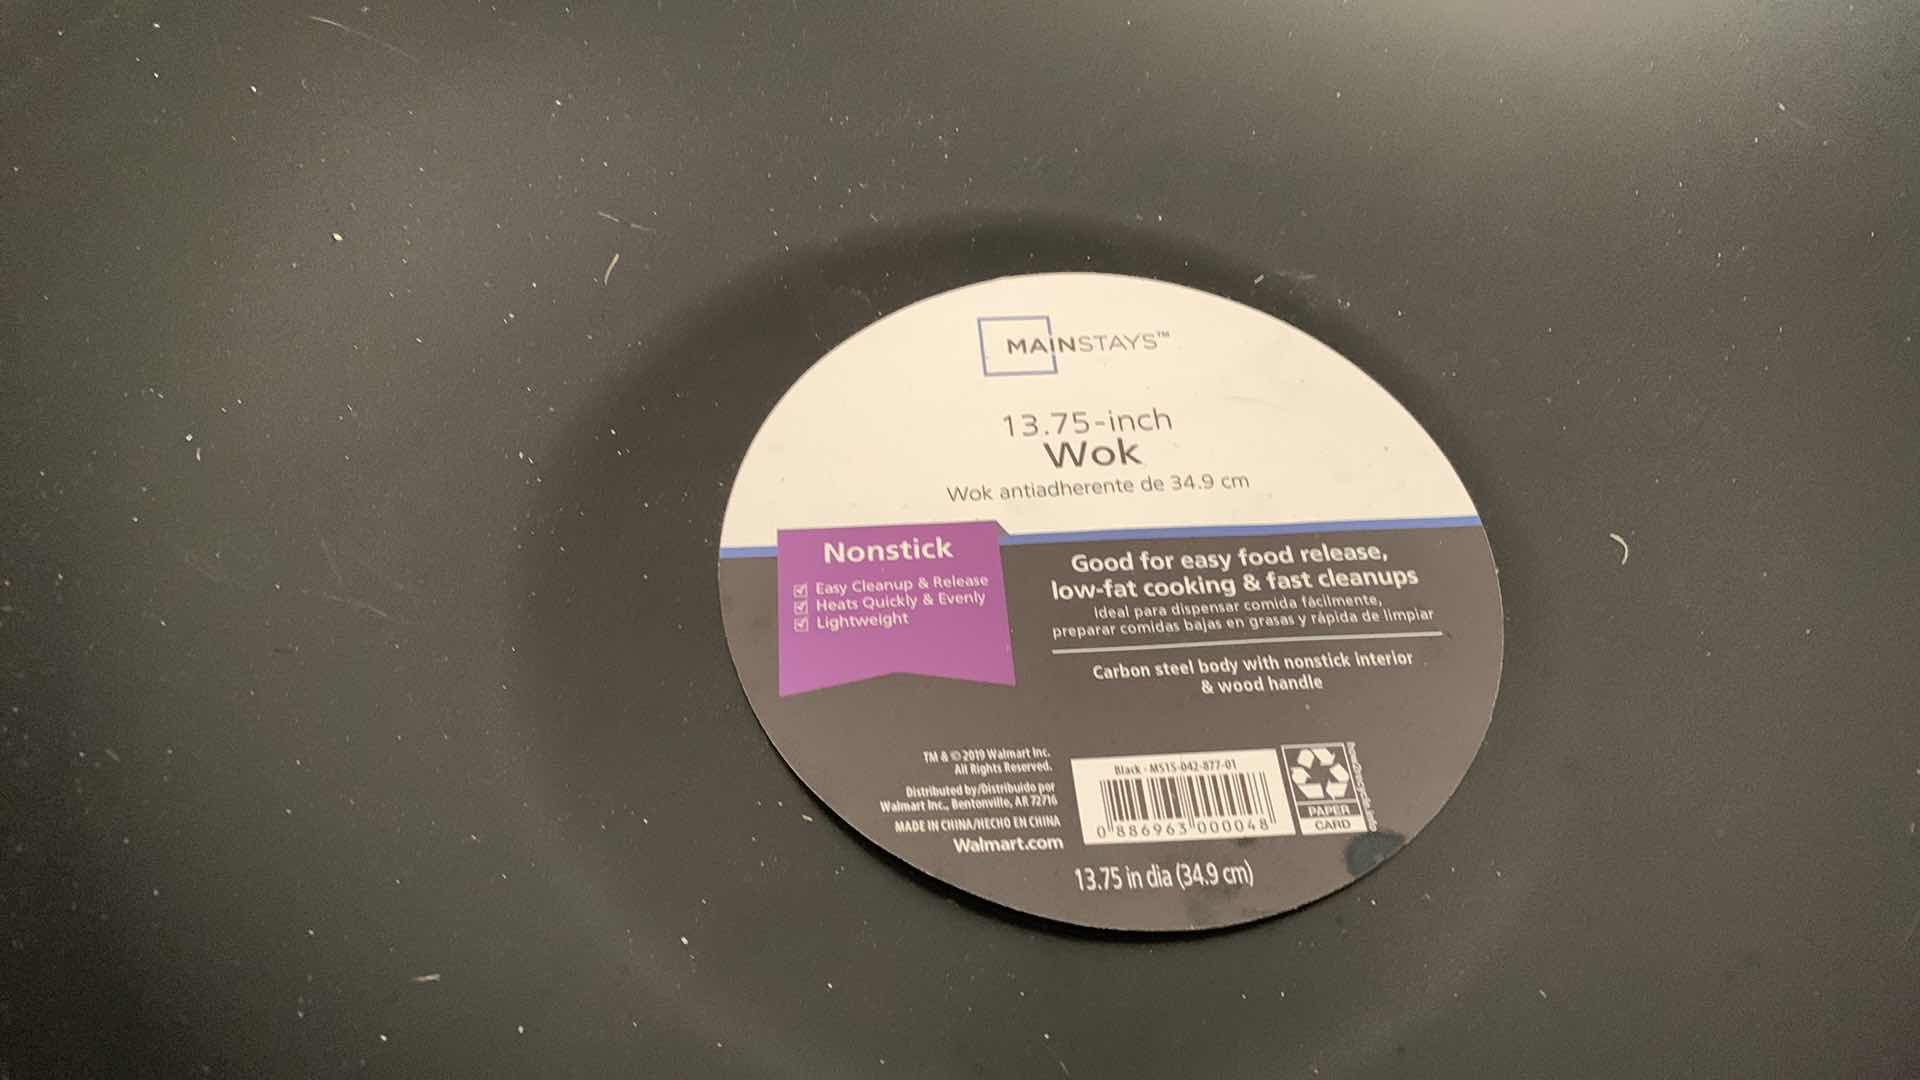 MAINSTAYS™
13.75-inch
Wok
Wok antiadherente de 34.9 cm
Nonstick
Easy Cleanup & Release
Heats Quickly & Evenly
Lightweight
Good for easy food release,
low-fat cooking & fast cleanups
Ideal para dispensar comida fácilmente,
preparar comidas bajas en grasas y rápida de limpiar
Carbon steel body with nonstick interior
& wood handle
TM & © 2019 Walmart Inc.
All Rights Reserved.
Distributed by/Distribuido por
Walmart Inc., Bentonville, AR 72716
MADE IN CHINA/HECHO EN CHINA
Walmart.com
Black - MS15-042-877-01
0 886963 000048
PAPER
CARD
how2recycle.info
13.75 in dia (34.9 cm)